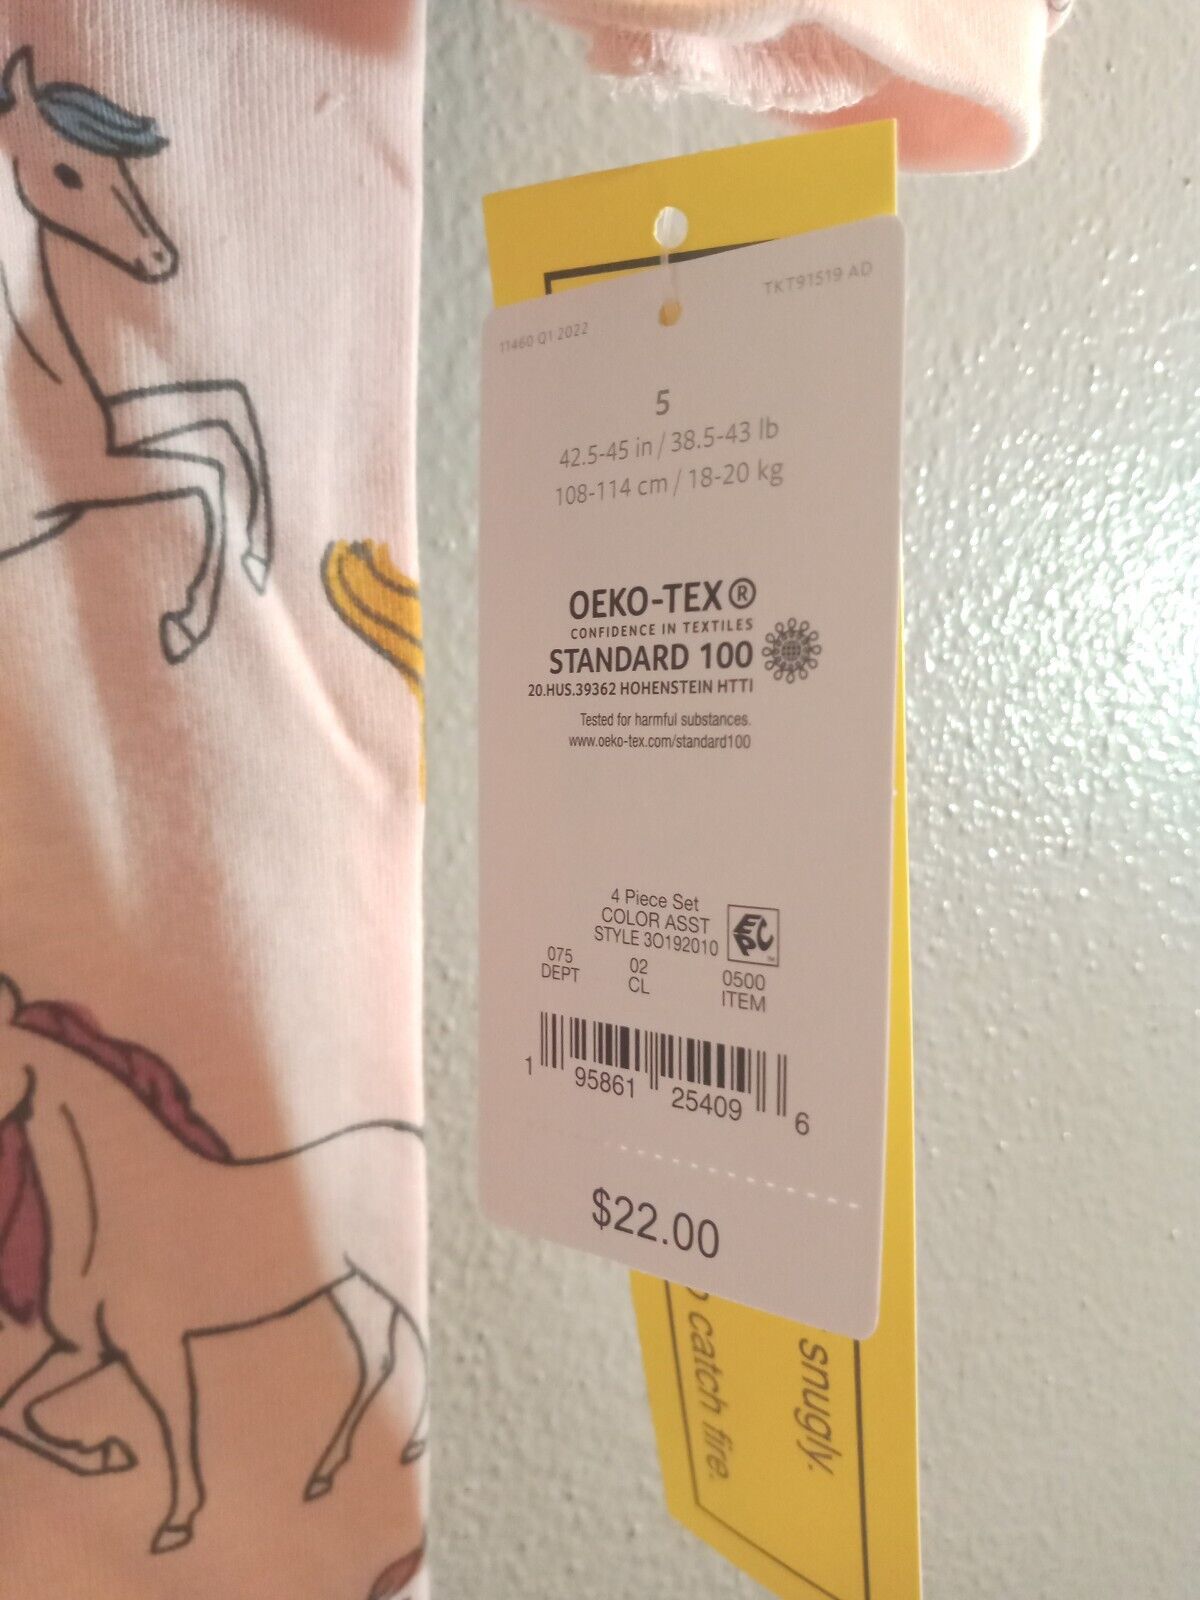 TKT91519 AD
11460 Q1 2022
5
42.5-45 in / 38.5-43 lb
108-114 cm / 18-20 kg
OEKO-TEX®
CONFIDENCE IN TEXTILES
STANDARD 100
20.HUS.39362 HOHENSTEIN HTTI
Tested for harmful substances.
www.oeko-tex.com/standard100
4 Piece Set
COLOR ASST
STYLE 3O192010
EPC
075 02 0500
DEPT CL ITEM
1 95861 25409 6
$22.00
snugly.
catch fire.